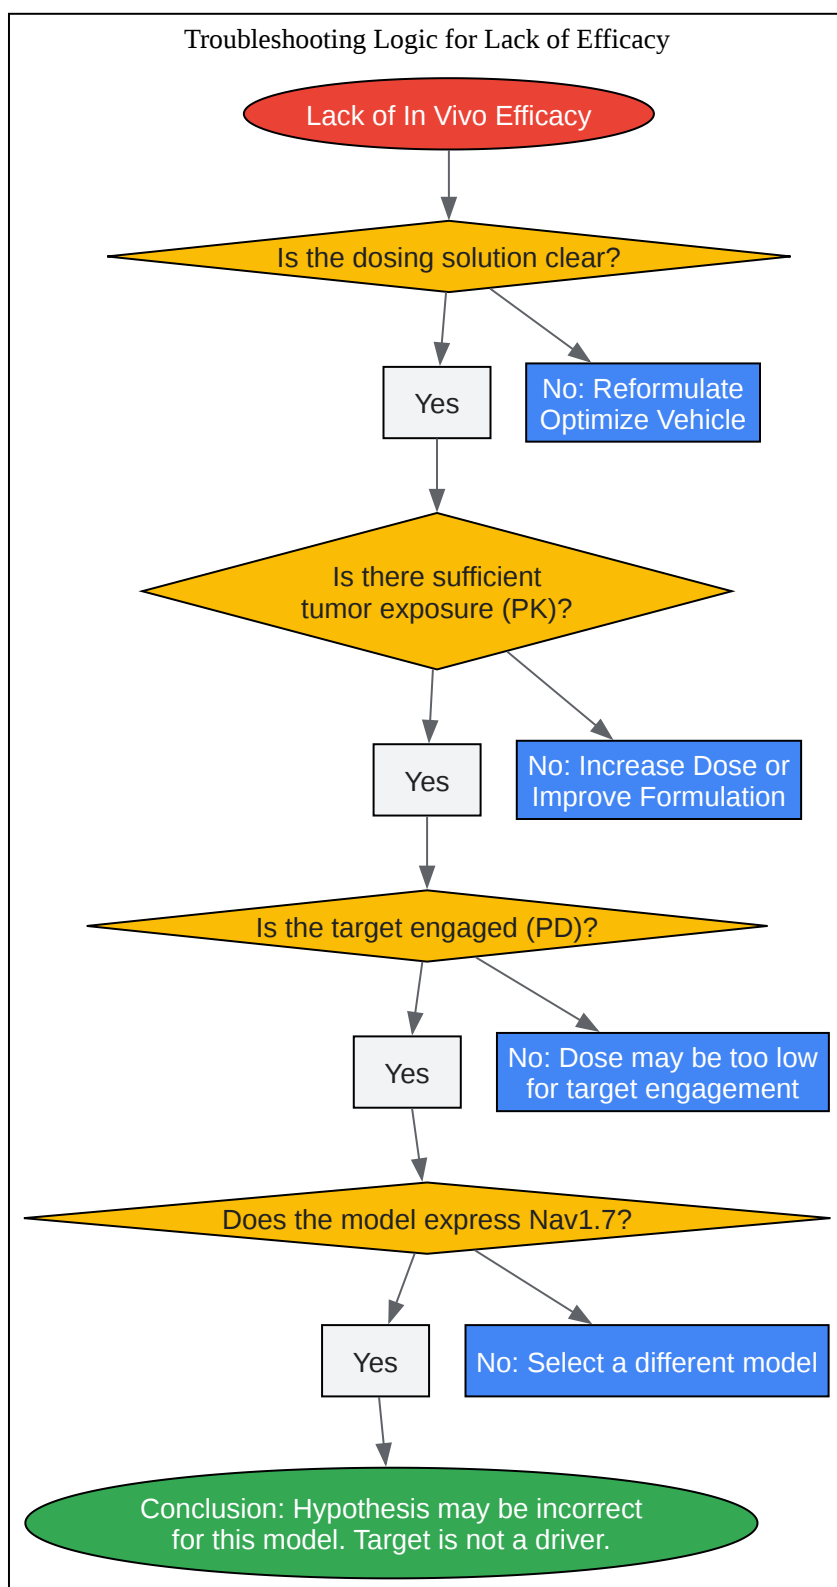 Troubleshooting Logic for Lack of Efficacy
Lack of In Vivo Efficacy
Is the dosing solution clear?
Yes
No: Reformulate
Optimize Vehicle
Is there sufficient
tumor exposure (PK)?
Yes
No: Increase Dose or
Improve Formulation
Is the target engaged (PD)?
Yes
No: Dose may be too low
for target engagement
Does the model express Nav1.7?
Yes
No: Select a different model
Conclusion: Hypothesis may be incorrect
for this model. Target is not a driver.